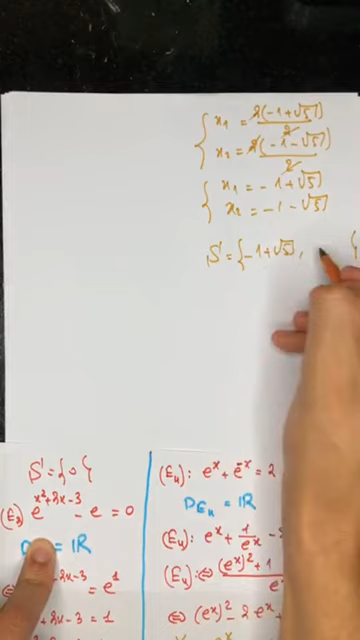 x₁ = 2(-1+√5)/2
x₂ = 2(-1-√5)/2
x₁ = -1+√5
x₂ = -1-√5
S = {-1+√5, }
S = {0}
(E₃) e^(x²+2x-3) - e = 0
= IR
2x-3 = e¹
+2x-3 = 1
(E₄): eˣ + e⁻ˣ = 2
D_E₄ = IR
(E₄): eˣ + 1/eˣ -
(E₄): ⇔ (eˣ)²+1
⇔ (eˣ)² - 2eˣ +